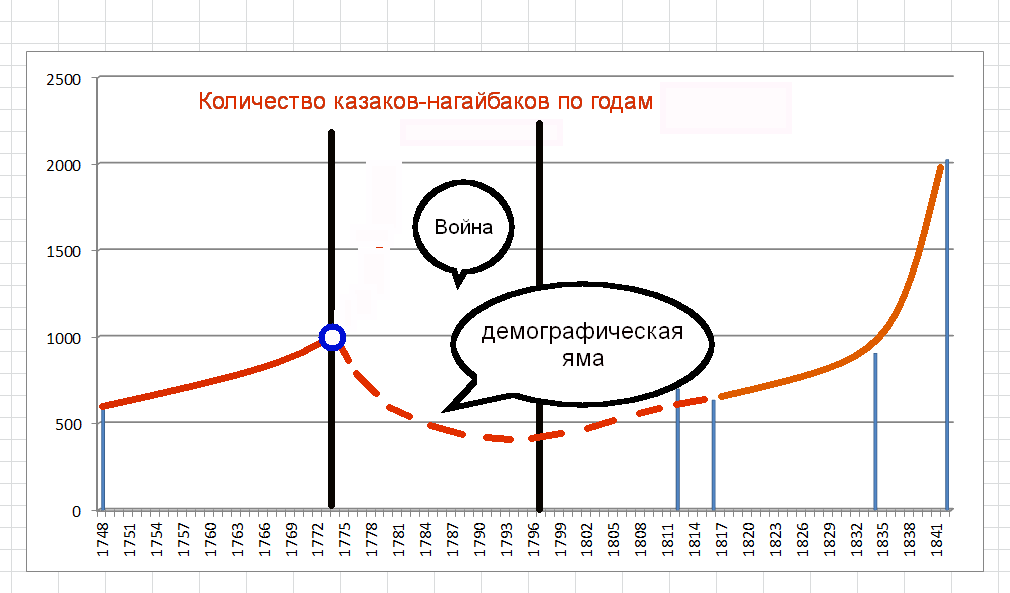 2500
Количество казаков-нагайбаков по годам
2000
Война
1500
демографическая
яма
1000
500
0
1748 1751 1754 1757 1760 1763 1766 1769 1772 1775 1778 1781 1784 1787 1790 1793 1796 1799 1802 1805 1808 1811 1814 1817 1820 1823 1826 1829 1832 1835 1838 1841